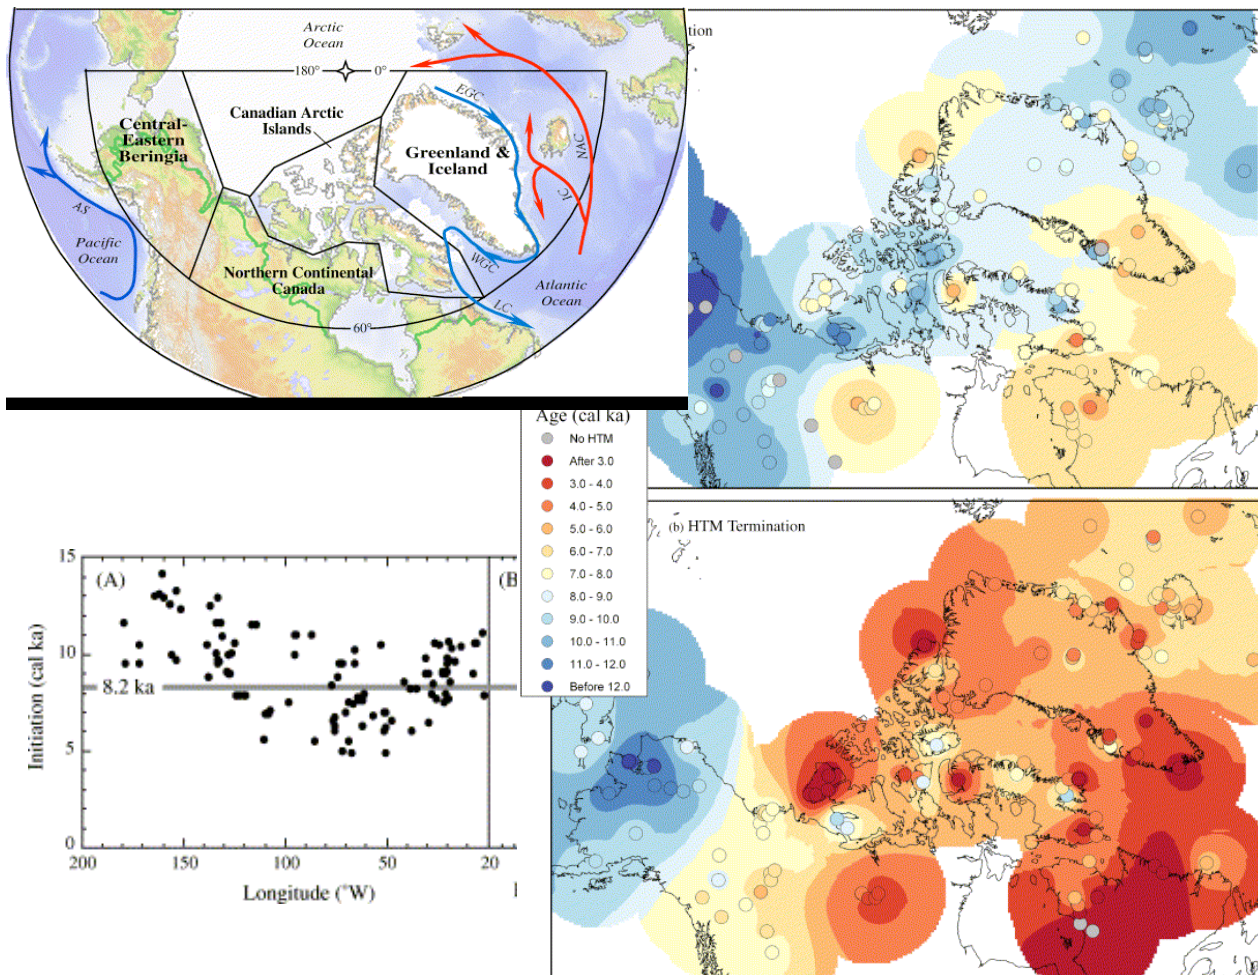 Arctic
Ocean
180°
0°
Canadian Arctic
Islands
Central-
Eastern
Beringia
Greenland &
Iceland
EGC
NAC
IC
AS
Pacific
Ocean
WGC
Northern Continental
Canada
Atlantic
Ocean
LC
60°
tion
Age (cal ka)
No HTM
After 3.0
3.0 - 4.0
4.0 - 5.0
5.0 - 6.0
6.0 - 7.0
7.0 - 8.0
8.0 - 9.0
9.0 - 10.0
10.0 - 11.0
11.0 - 12.0
Before 12.0
(b) HTM Termination
15
(A)
(B
10
8.2 ka
5
0
Initiation (cal ka)
200
150
100
50
20
Longitude (°W)